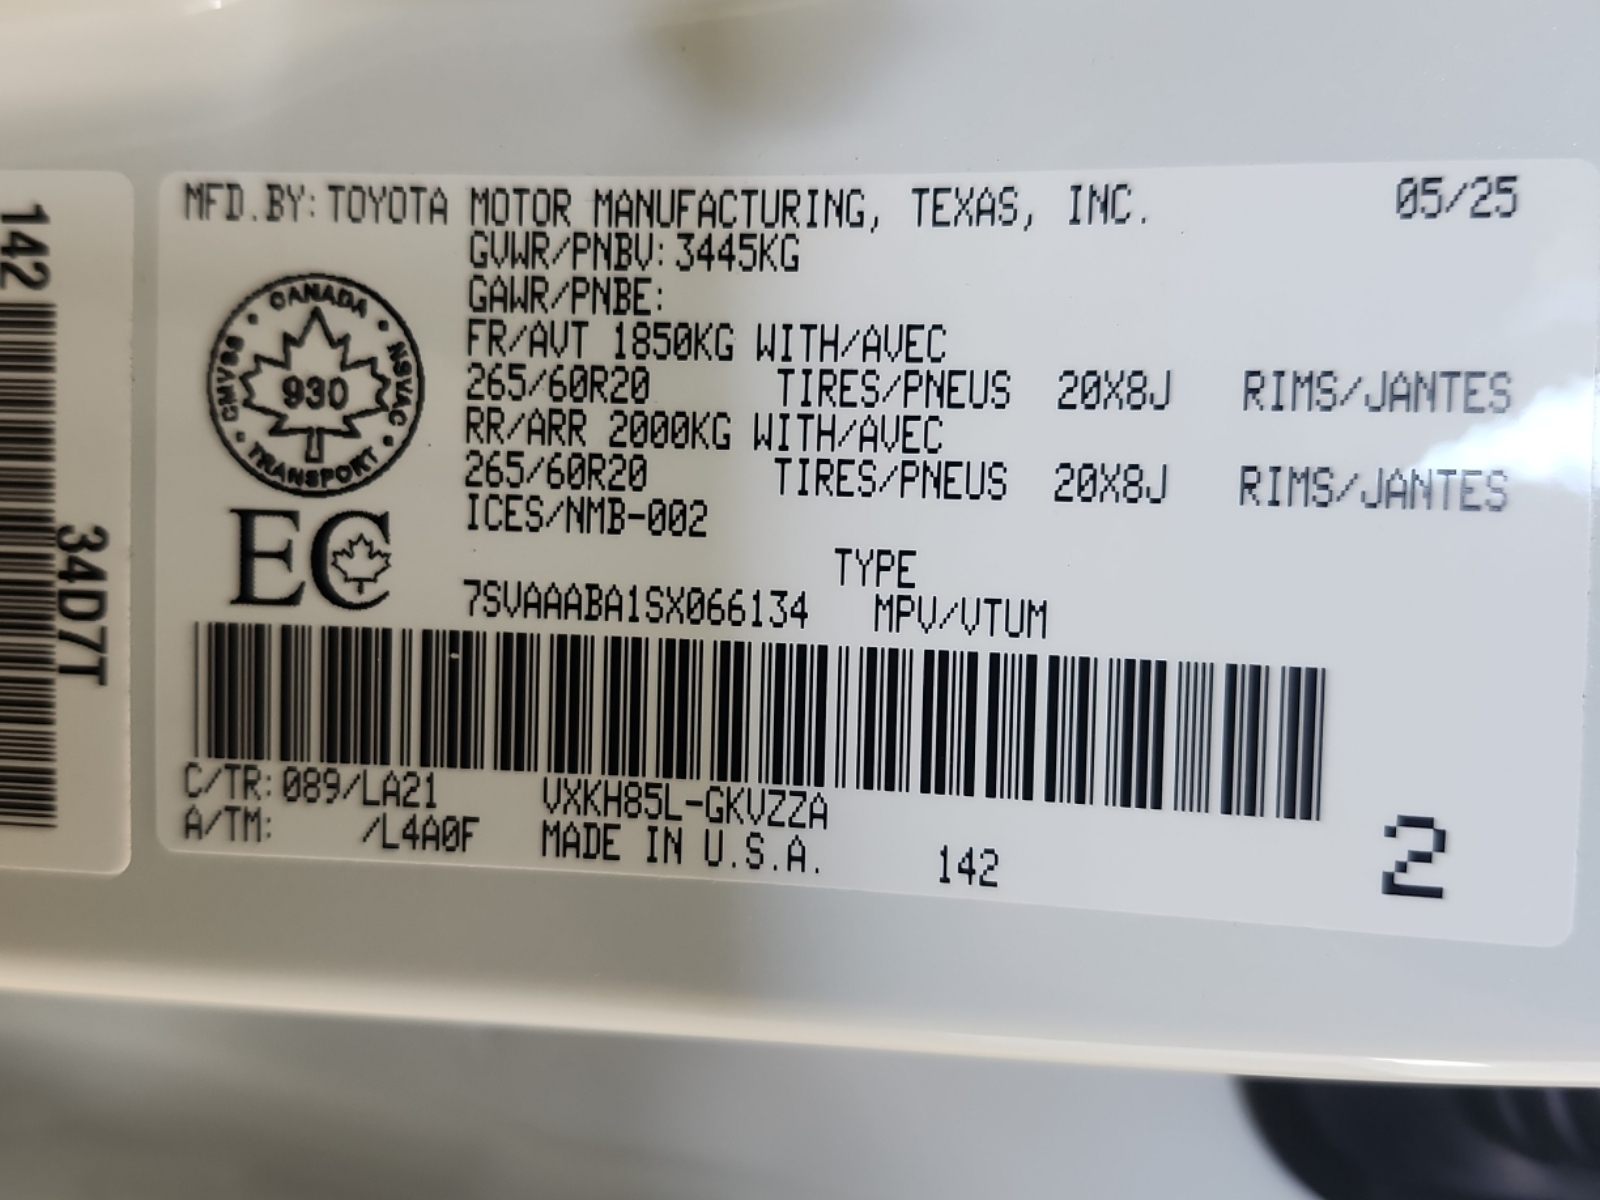 142
34D7T
MFD.BY:TOYOTA MOTOR MANUFACTURING, TEXAS, INC. 05/25
GVWR/PNBV:3445KG
GAWR/PNBE:
FR/AVT 1850KG WITH/AVEC
265/60R20 TIRES/PNEUS 20X8J RIMS/JANTES
RR/ARR 2000KG WITH/AVEC
265/60R20 TIRES/PNEUS 20X8J RIMS/JANTES
ICES/NMB-002
CANADA • NSVAC • TRANSPORT • CMVSS •
930
EC
TYPE
7SVAAABA1SX066134 MPV/VTUM
C/TR:089/LA21 VXKH85L-GKVZZA
A/TM: /L4A0F MADE IN U.S.A. 142 2